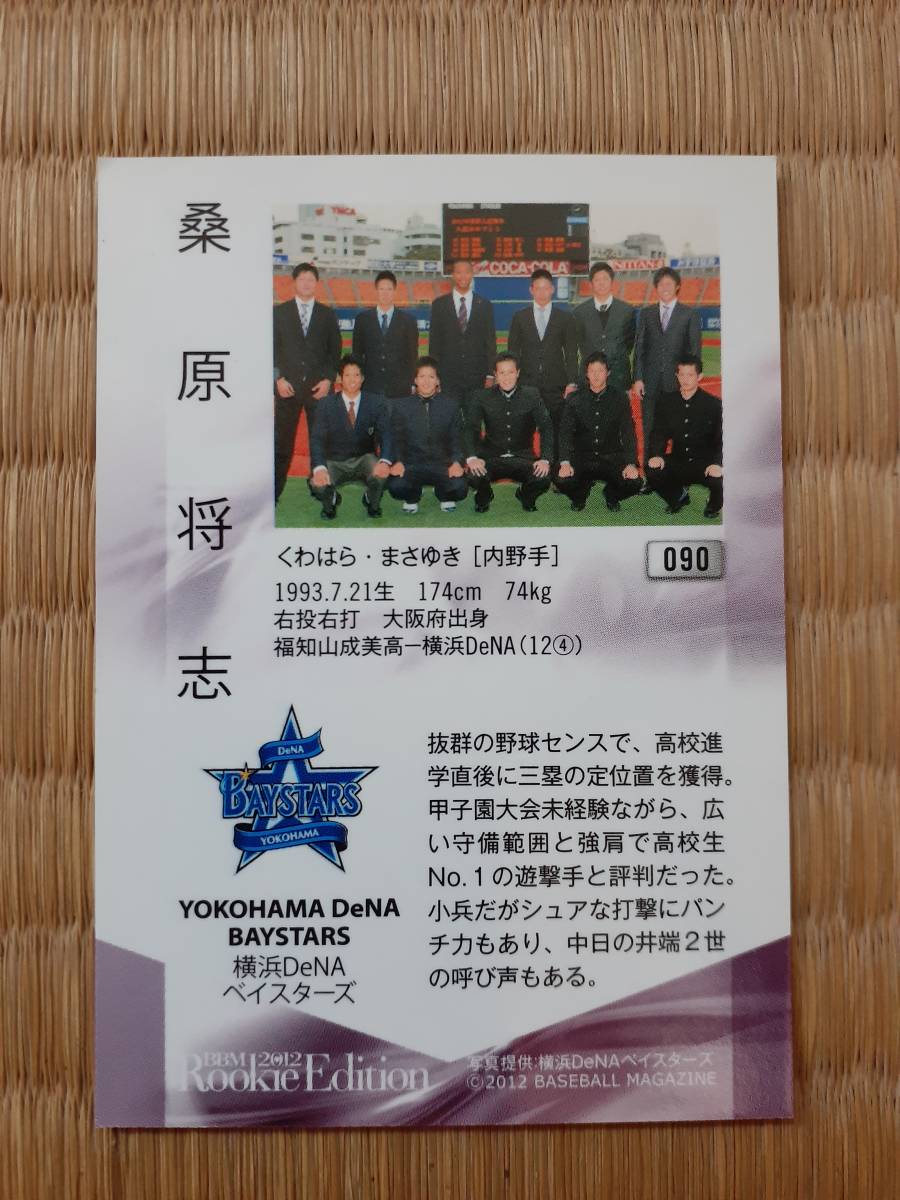 桑原将志
YMCA
COCA-COLA
NITTAN
くわはら・まさゆき [内野手]
090
1993.7.21生 174cm 74kg
右投右打 大阪府出身
福知山成美高ー横浜DeNA(12④)
DeNA
BAYSTARS
YOKOHAMA
YOKOHAMA DeNA
BAYSTARS
横浜DeNA
ベイスターズ
抜群の野球センスで、高校進
学直後に三塁の定位置を獲得。
甲子園大会未経験ながら、広
い守備範囲と強肩で高校生
No.1の遊撃手と評判だった。
小兵だがシュアな打撃にパン
チ力もあり、中日の井端2世
の呼び声もある。
BBM 2012
Rookie Edition
写真提供:横浜DeNAベイスターズ
©2012 BASEBALL MAGAZINE